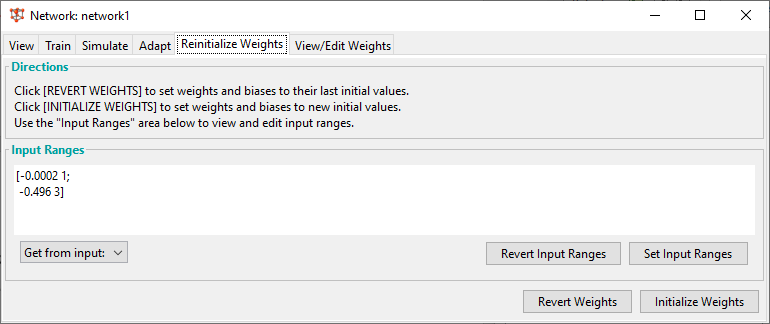 Network: network1
View Train Simulate Adapt Reinitialize Weights View/Edit Weights
Directions
Click [REVERT WEIGHTS] to set weights and biases to their last initial values.
Click [INITIALIZE WEIGHTS] to set weights and biases to new initial values.
Use the "Input Ranges" area below to view and edit input ranges.
Input Ranges
[-0.0002 1;
-0.496 3]
Get from input: Revert Input Ranges Set Input Ranges
Revert Weights Initialize Weights